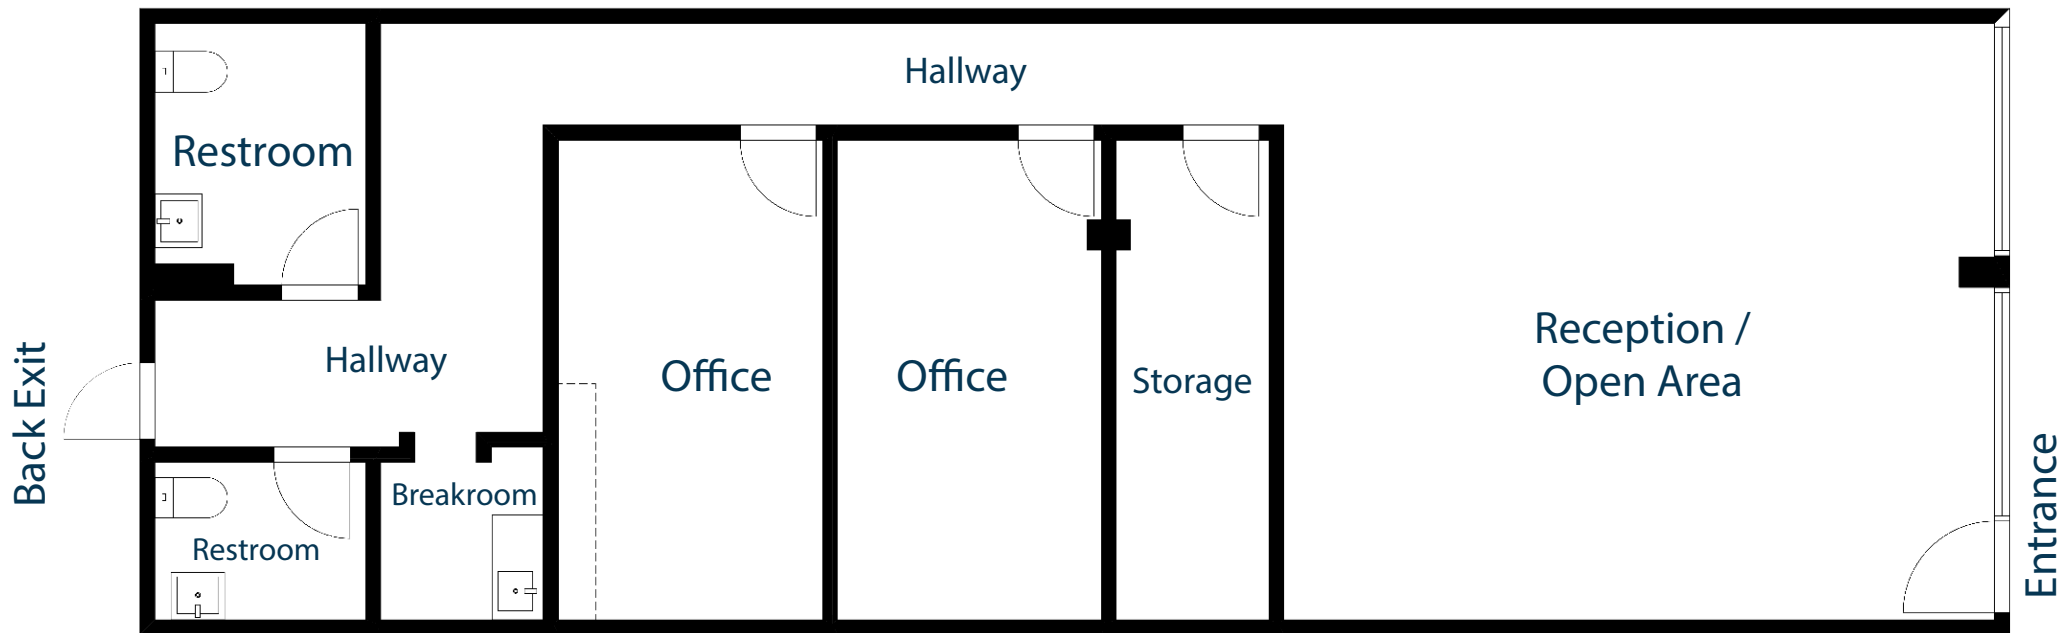 Hallway
Restroom
Reception /
Open Area
Back Exit
Hallway
Office
Office
Storage
Breakroom
Restroom
Entrance